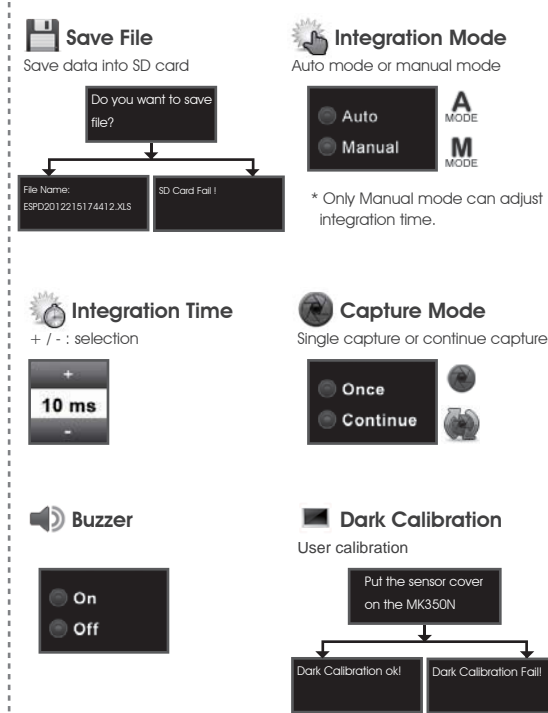 Save File
Save data into SD card
Do you want to save
file?
File Name:
ESPD2012215174412.XLS
SD Card Fail !
Integration Mode
Auto mode or manual mode
Auto
Manual
A
MODE
M
MODE
* Only Manual mode can adjust
integration time.
Integration Time
+ / - : selection
+
10 ms
-
Capture Mode
Single capture or continue capture
Once
Continue
Buzzer
On
Off
Dark Calibration
User calibration
Put the sensor cover
on the MK350N
Dark Calibration ok!
Dark Calibration Fail!